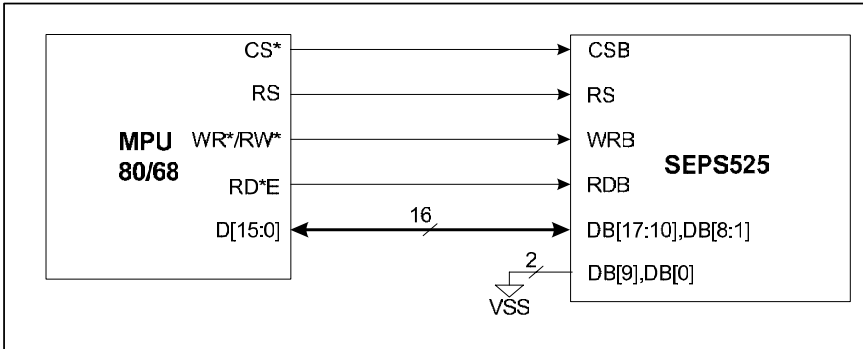 CS* CSB
RS RS
MPU 80/68
WR*/RW* WRB
SEPS525
RD*E RDB
D[15:0] 16 DB[17:10],DB[8:1]
2 DB[9],DB[0]
VSS